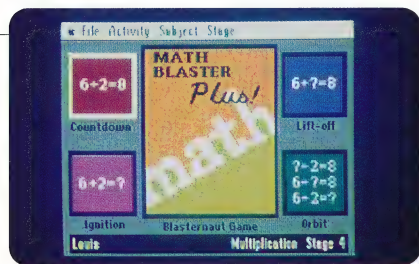 File Activity Subject Stage
MATH
BLASTER
Plus!
math
6+2=8
Countdown
6+?=8
Lift-off
6+2=?
Ignition
Blasternaut Game
?-2=8
6-?=8
6-2=?
Orbit
Louis
Multiplication Stage 4